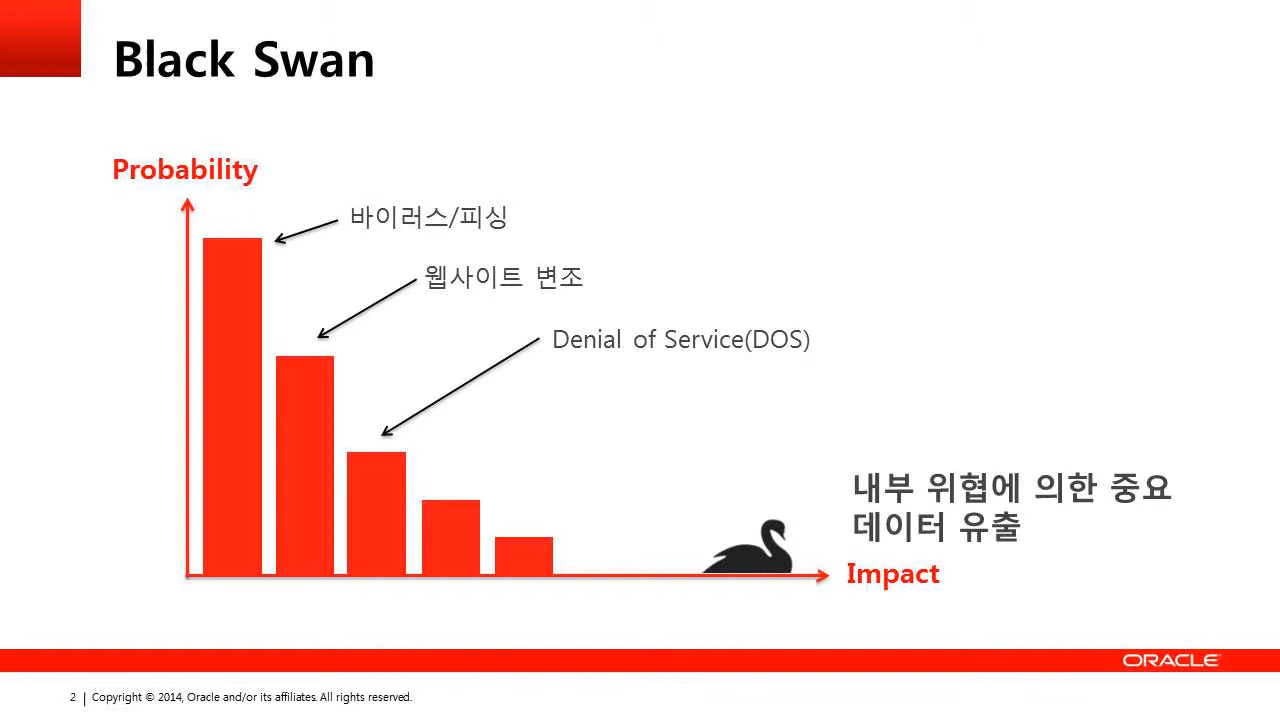 Black Swan
Probability
바이러스/피싱
웹사이트 변조
Denial of Service(DOS)
내부 위협에 의한 중요
데이터 유출
Impact
ORACLE
2 | Copyright © 2014, Oracle and/or its affiliates. All rights reserved.